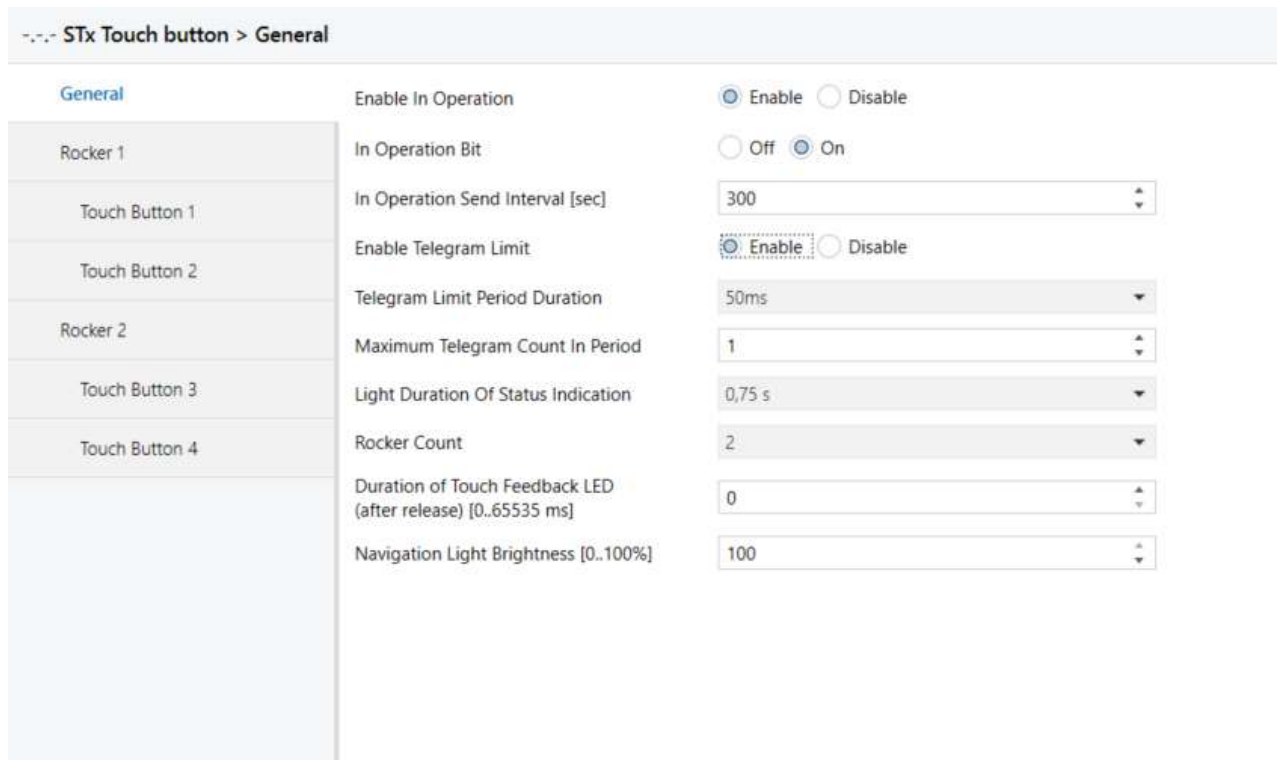 -.-.- STx Touch button > General
General
Rocker 1
Touch Button 1
Touch Button 2
Rocker 2
Touch Button 3
Touch Button 4
Enable In Operation Enable Disable
In Operation Bit Off On
In Operation Send Interval [sec] 300
Enable Telegram Limit Enable Disable
Telegram Limit Period Duration 50ms
Maximum Telegram Count In Period 1
Light Duration Of Status Indication 0,75 s
Rocker Count 2
Duration of Touch Feedback LED
(after release) [0..65535 ms] 0
Navigation Light Brightness [0..100%] 100